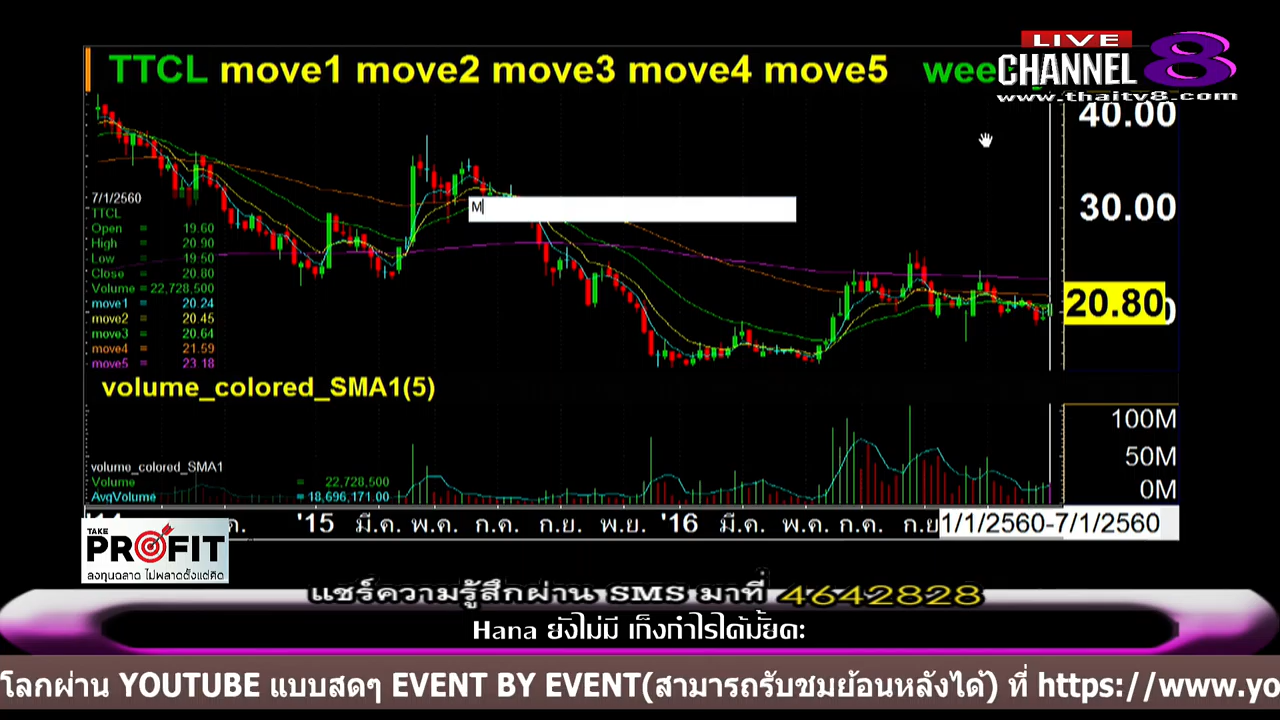 LIVE
CHANNEL 8
www.thaitv8.com
TTCL move1 move2 move3 move4 move5
40.00
30.00
20.80
M
7/1/2560
TTCL
Open = 19.60
High = 20.90
Low = 19.50
Close = 20.80
Volume = 22,728,500
move1 = 20.24
move2 = 20.45
move3 = 20.64
move4 = 21.59
move5 = 23.18
volume_colored_SMA1(5)
100M
50M
0M
volume_colored_SMA1
Volume = 22,728,500
AvgVolume = 18,696,171.00
'15 มี.ค. พ.ค. ก.ค. ก.ย. พ.ย. '16 มี.ค. พ.ค. ก.ค. 1/1/2560-7/1/2560
TAKE
PROFIT
ลงทุนฉลาด ไม่พลาดตั้งแต่คิด
แชร์ความรู้สึกผ่าน SMS มาที่ 4642828
Hana ยังไม่มี เก็งกำไรได้มั้ยคะ
โลกผ่าน YOUTUBE แบบสดๆ EVENT BY EVENT(สามารถรับชมย้อนหลังได้) ที่ https://www.yo